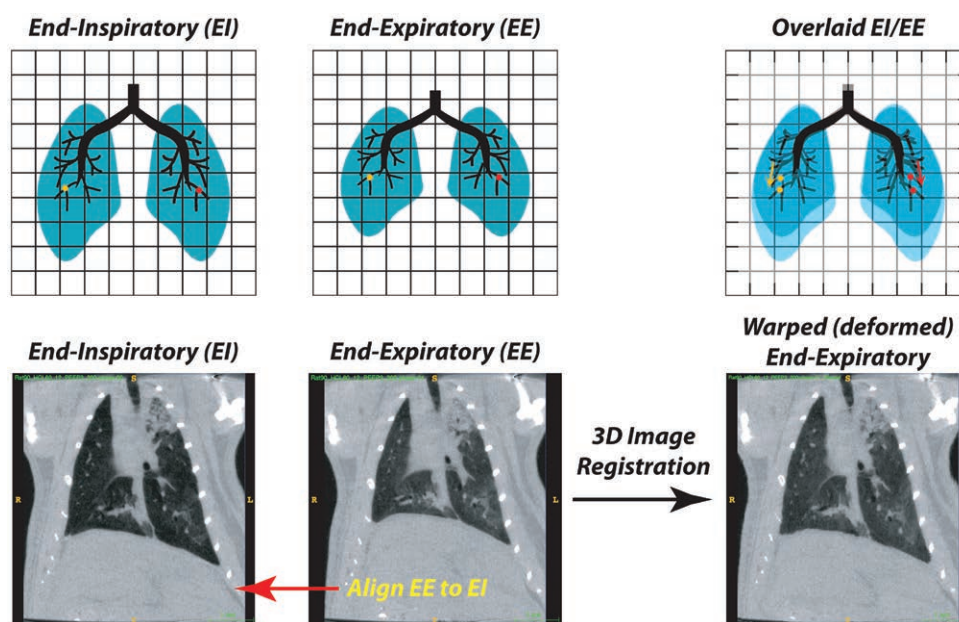 End-Inspiratory (EI)
End-Expiratory (EE)
Overlaid EI/EE
End-Inspiratory (EI)
End-Expiratory (EE)
Warped (deformed)
End-Expiratory
S
S
S
3D Image
Registration
R
L
R
L
R
Align EE to EI